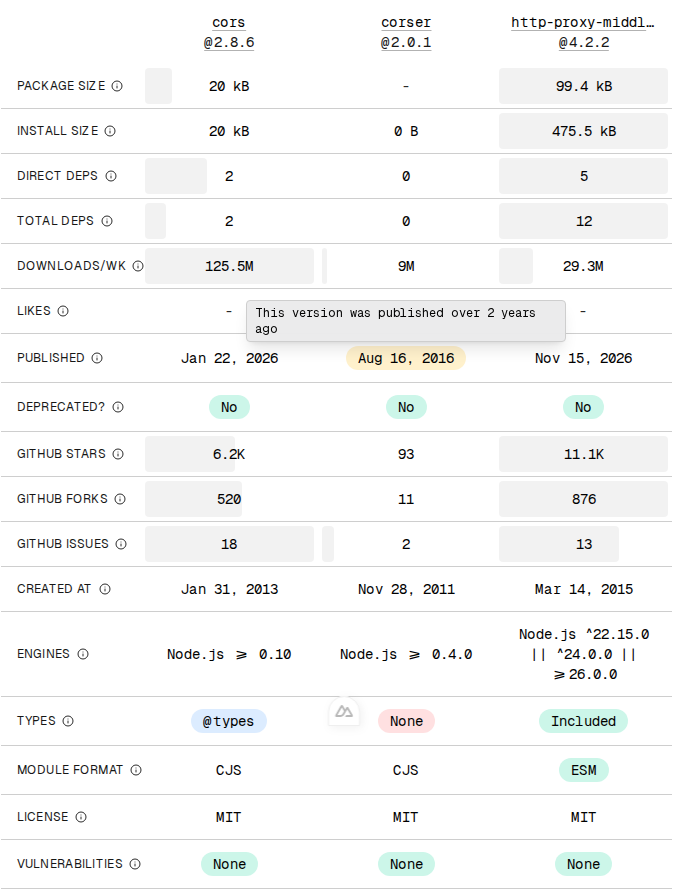 cors corser http-proxy-middl…
@2.8.6 @2.0.1 @4.2.2
PACKAGE SIZE 20 kB - 99.4 kB
INSTALL SIZE 20 kB 0 B 475.5 kB
DIRECT DEPS 2 0 5
TOTAL DEPS 2 0 12
DOWNLOADS/WK 125.5M 9M 29.3M
LIKES - -
This version was published over 2 years
ago
PUBLISHED Jan 22, 2026 Aug 16, 2016 Nov 15, 2026
DEPRECATED? No No No
GITHUB STARS 6.2K 93 11.1K
GITHUB FORKS 520 11 876
GITHUB ISSUES 18 2 13
CREATED AT Jan 31, 2013 Nov 28, 2011 Mar 14, 2015
ENGINES Node.js ≥ 0.10 Node.js ≥ 0.4.0 Node.js ^22.15.0
|| ^24.0.0 ||
≥26.0.0
TYPES @types None Included
MODULE FORMAT CJS CJS ESM
LICENSE MIT MIT MIT
VULNERABILITIES None None None